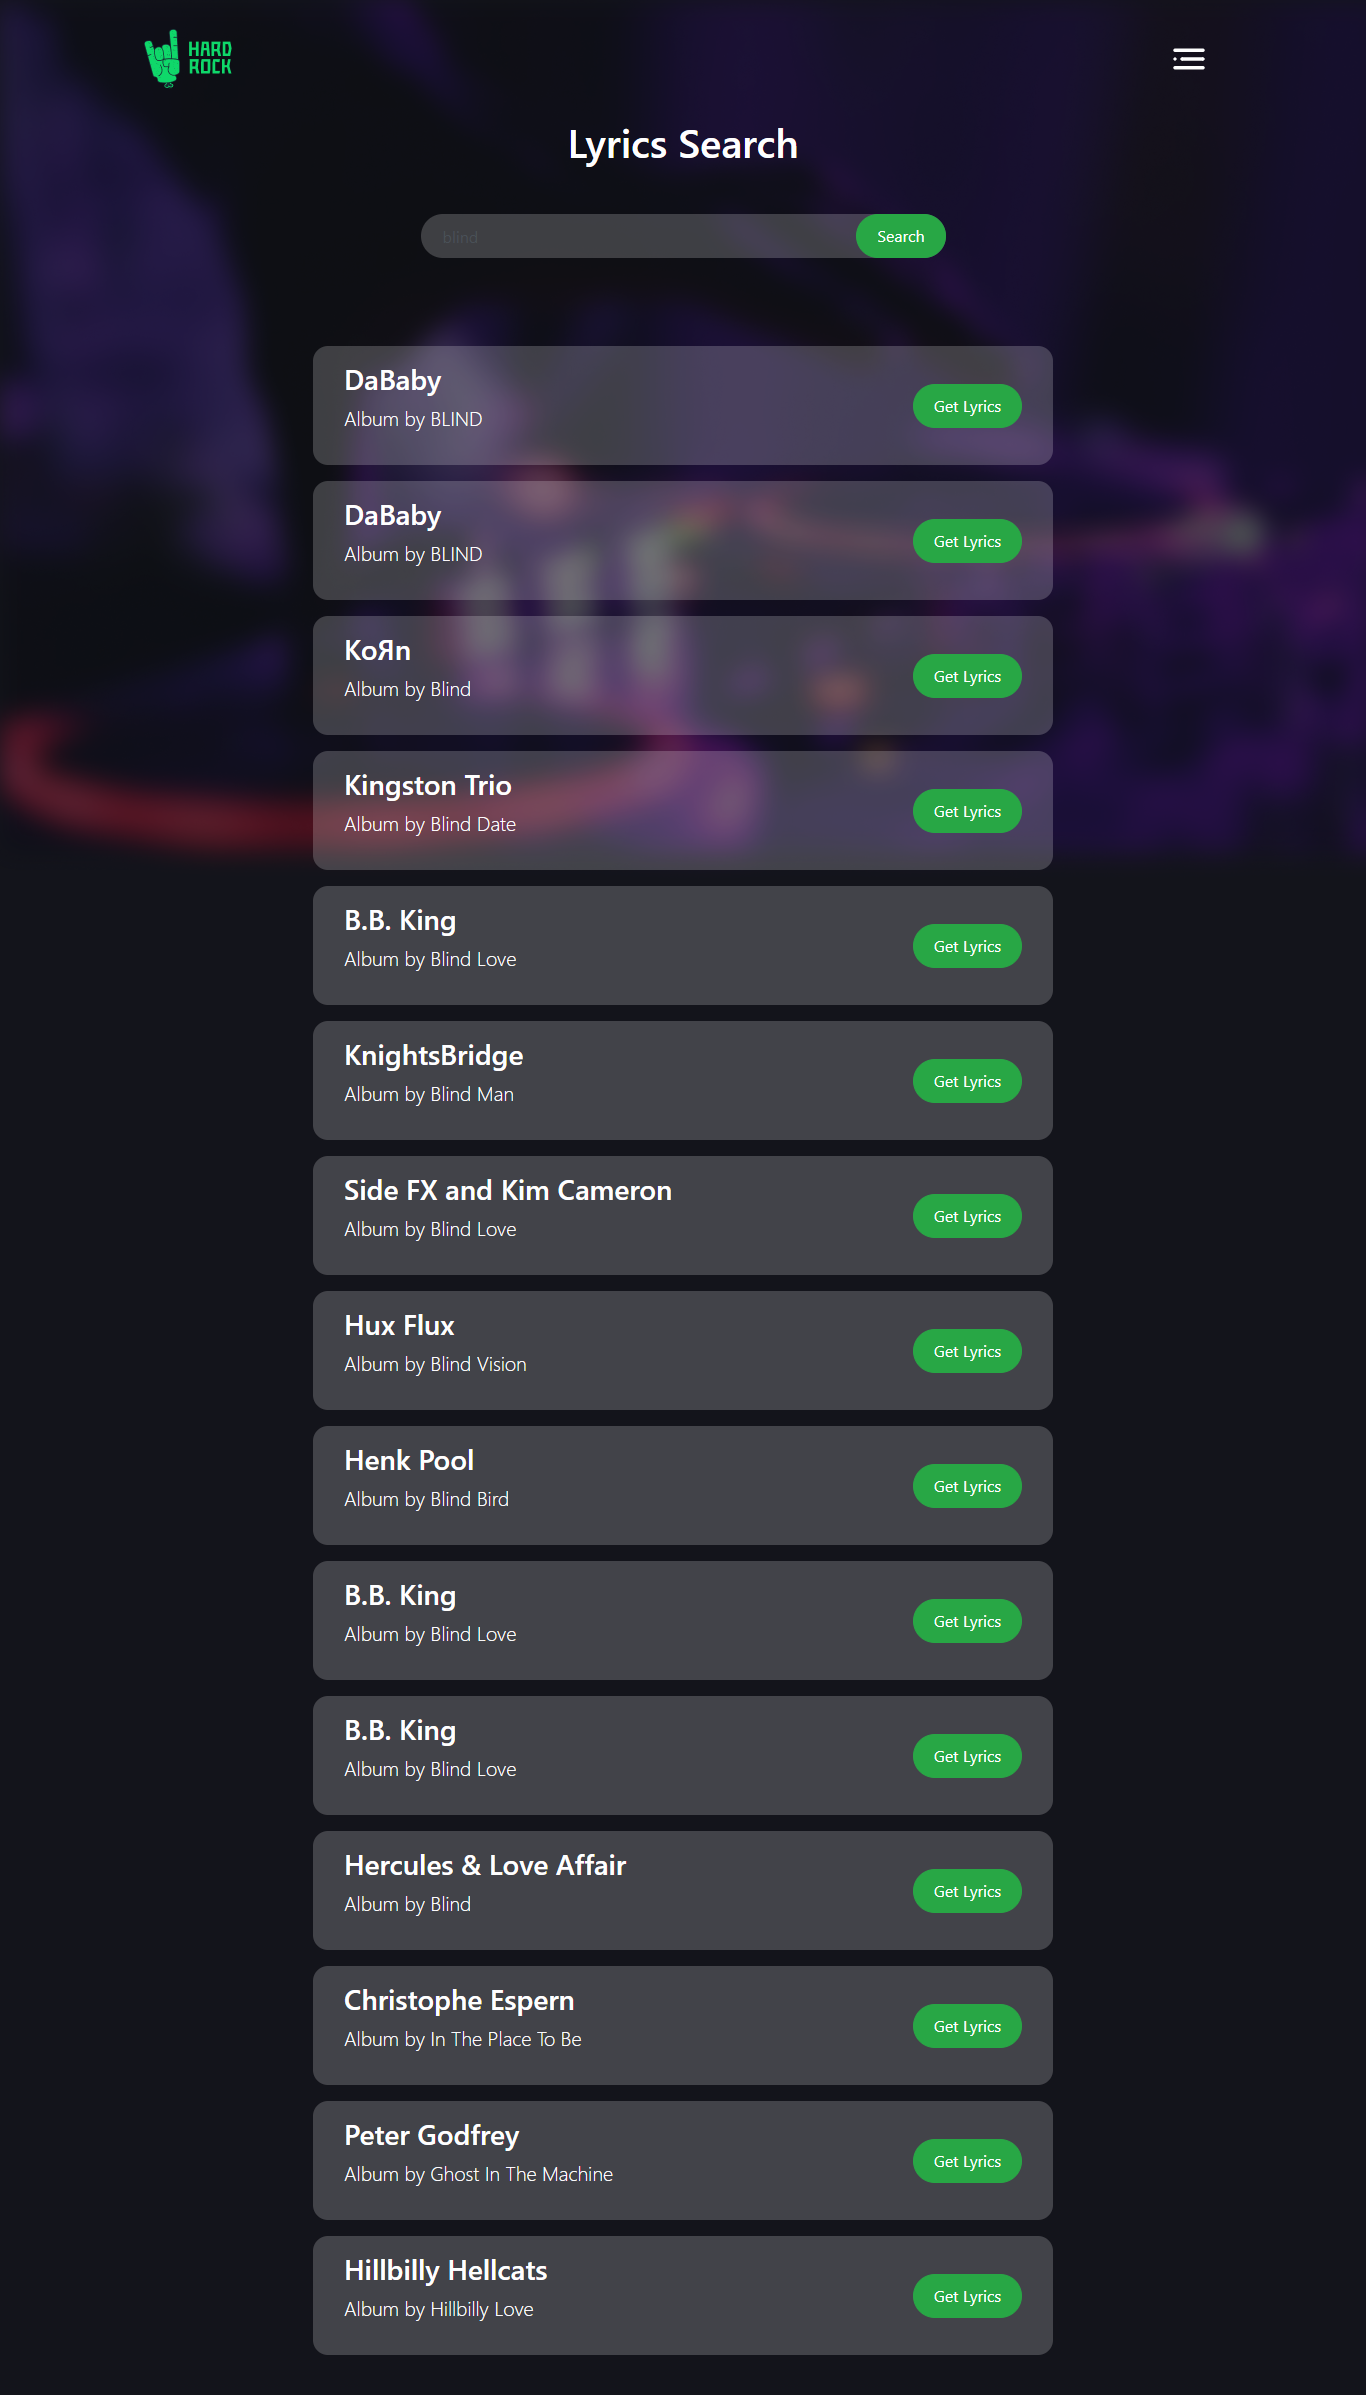 HARD
ROCK
Lyrics Search
blind
Search
DaBaby
Album by BLIND
Get Lyrics
DaBaby
Album by BLIND
Get Lyrics
KoЯn
Album by Blind
Get Lyrics
Kingston Trio
Album by Blind Date
Get Lyrics
B.B. King
Album by Blind Love
Get Lyrics
KnightsBridge
Album by Blind Man
Get Lyrics
Side FX and Kim Cameron
Album by Blind Love
Get Lyrics
Hux Flux
Album by Blind Vision
Get Lyrics
Henk Pool
Album by Blind Bird
Get Lyrics
B.B. King
Album by Blind Love
Get Lyrics
B.B. King
Album by Blind Love
Get Lyrics
Hercules & Love Affair
Album by Blind
Get Lyrics
Christophe Espern
Album by In The Place To Be
Get Lyrics
Peter Godfrey
Album by Ghost In The Machine
Get Lyrics
Hillbilly Hellcats
Album by Hillbilly Love
Get Lyrics